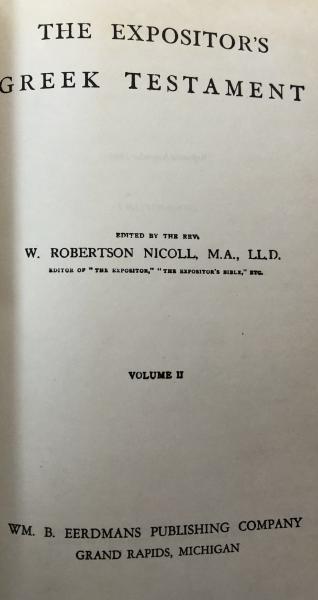 THE EXPOSITOR'S
GREEK TESTAMENT
EDITED BY THE REV.
W. ROBERTSON NICOLL, M.A., LL.D.
EDITOR OF "THE EXPOSITOR," "THE EXPOSITOR'S BIBLE," ETC.
VOLUME II
WM. B. EERDMANS PUBLISHING COMPANY
GRAND RAPIDS, MICHIGAN